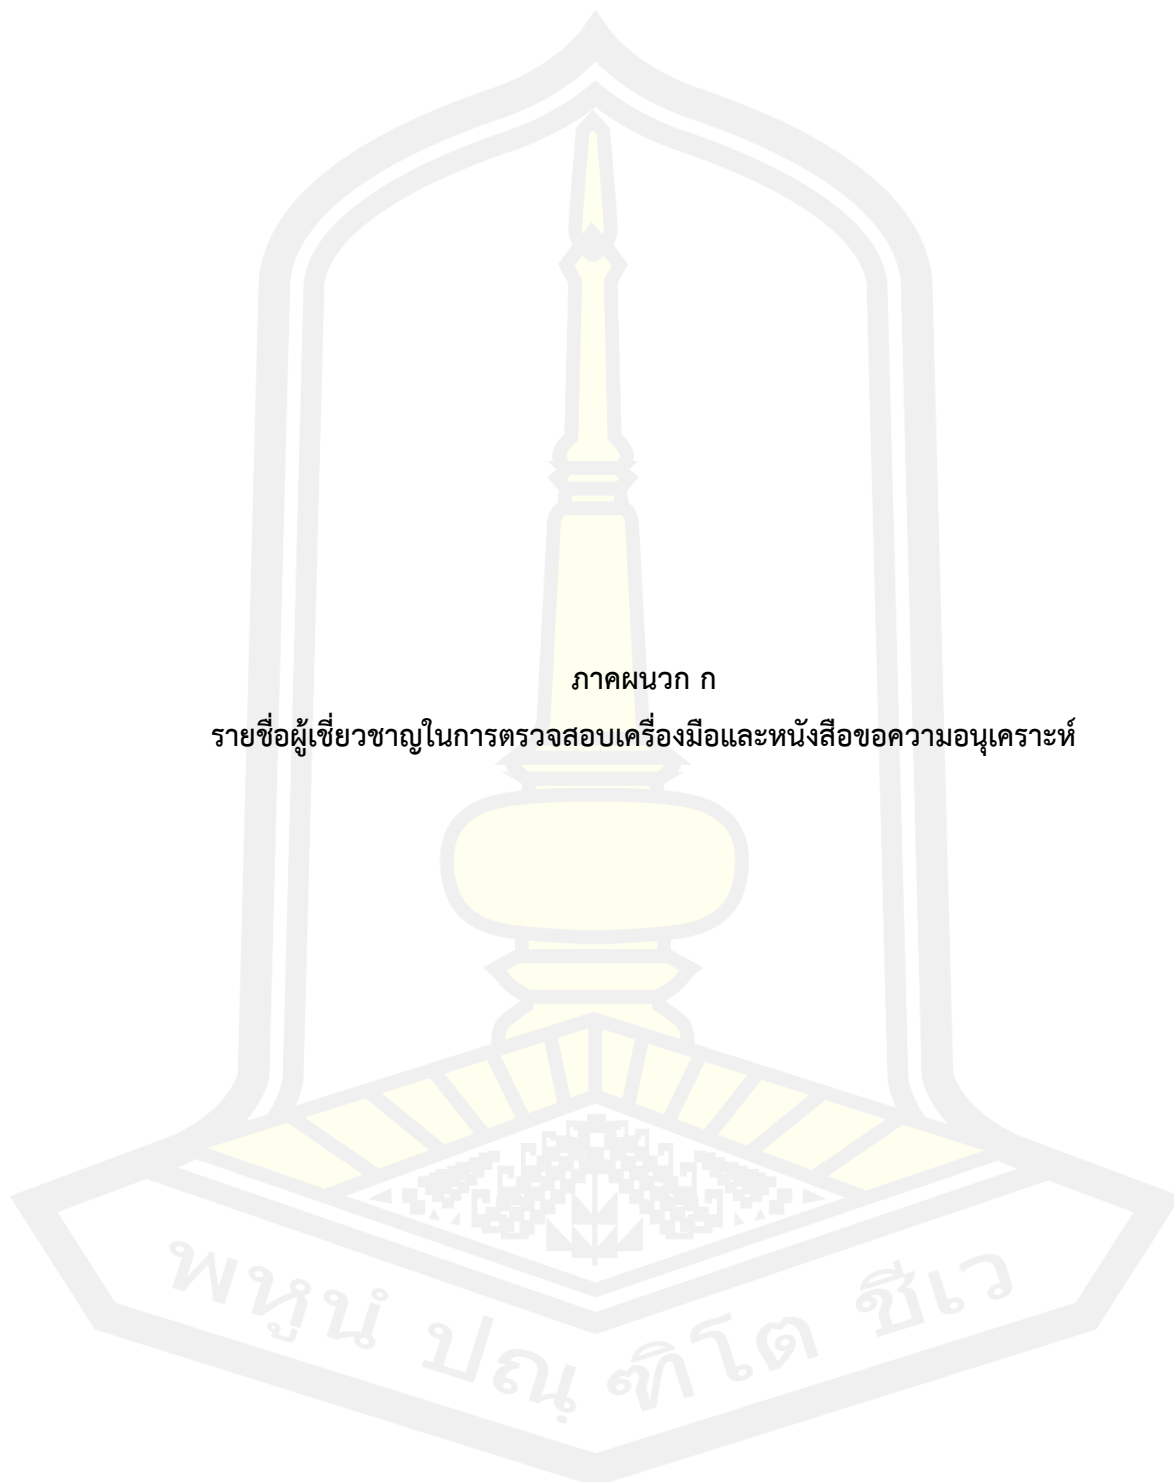 ภาคผนวก ก
รายชื่อผู้เชี่ยวชาญในการตรวจสอบเครื่องมือและหนังสือขอความอนุเคราะห์
พหูนํ ปณฺฑิโต ชีเว